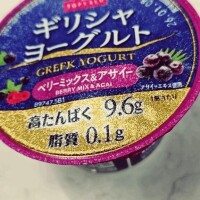 ギリシャ
ヨーグルト
GREEK YOGURT
ベリーミックス&アサイー
BERRY MIX & ACAI
高たんぱく 9.6g
脂質 0.1g